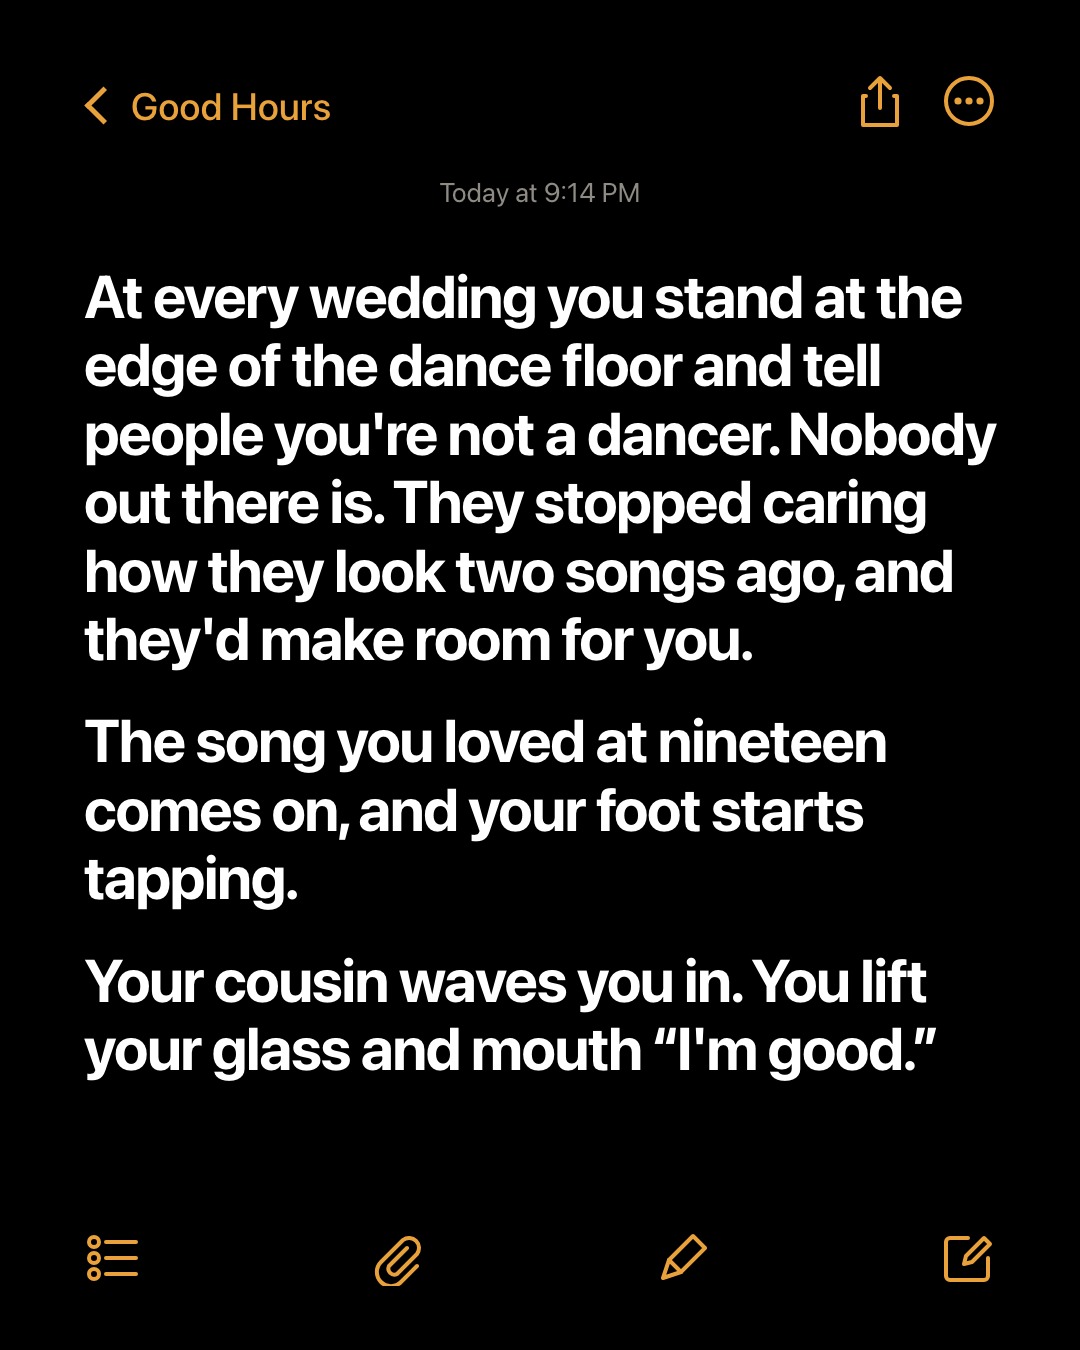 Good Hours
Today at 9:14 PM
At every wedding you stand at the
edge of the dance floor and tell
people you're not a dancer. Nobody
out there is. They stopped caring
how they look two songs ago, and
they'd make room for you.
The song you loved at nineteen
comes on, and your foot starts
tapping.
Your cousin waves you in. You lift
your glass and mouth “I'm good.”